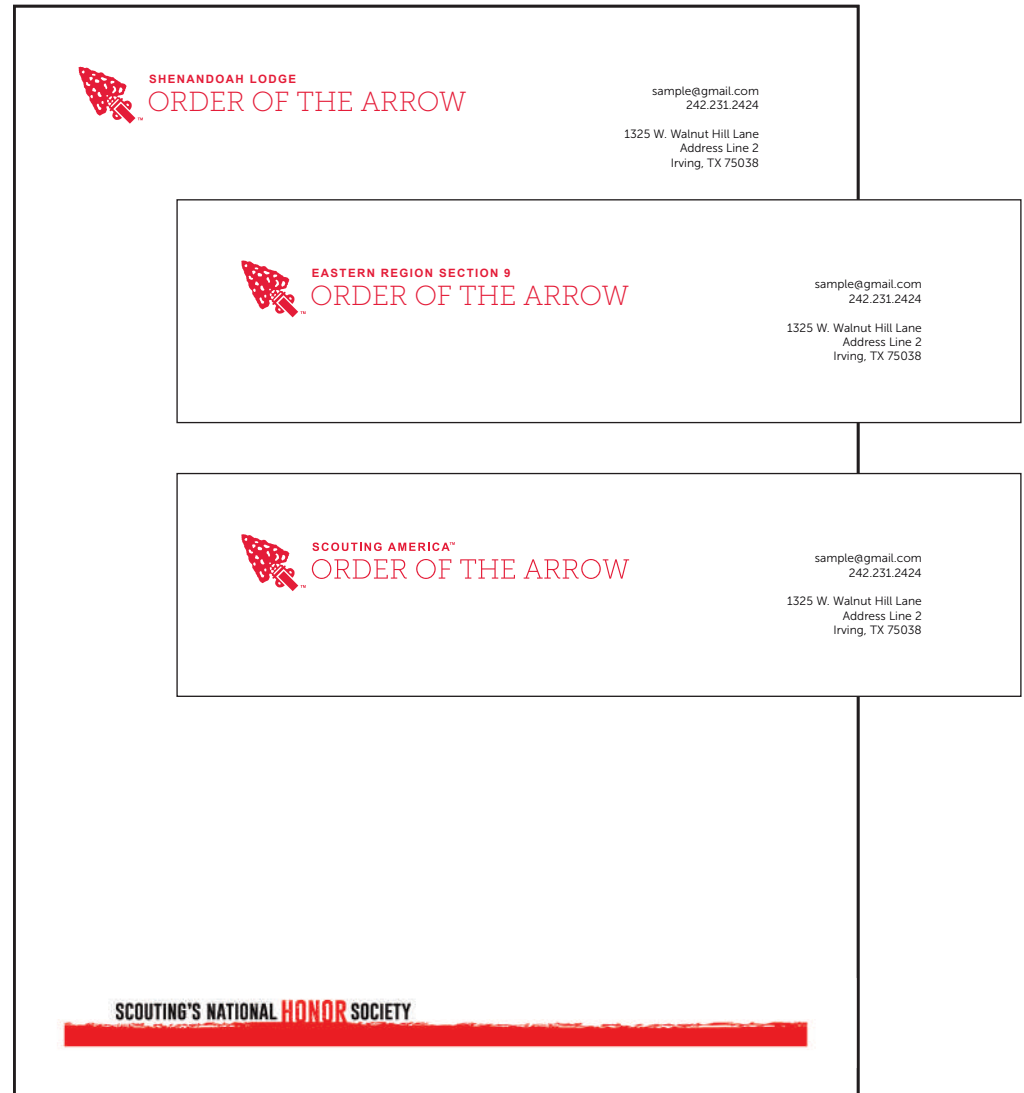 SHENANDOAH LODGE
ORDER OF THE ARROW
™
sample@gmail.com
242.231.2424
1325 W. Walnut Hill Lane
Address Line 2
Irving, TX 75038
EASTERN REGION SECTION 9
ORDER OF THE ARROW
™
sample@gmail.com
242.231.2424
1325 W. Walnut Hill Lane
Address Line 2
Irving, TX 75038
SCOUTING AMERICA™
ORDER OF THE ARROW
™
sample@gmail.com
242.231.2424
1325 W. Walnut Hill Lane
Address Line 2
Irving, TX 75038
SCOUTING'S NATIONAL HONOR SOCIETY